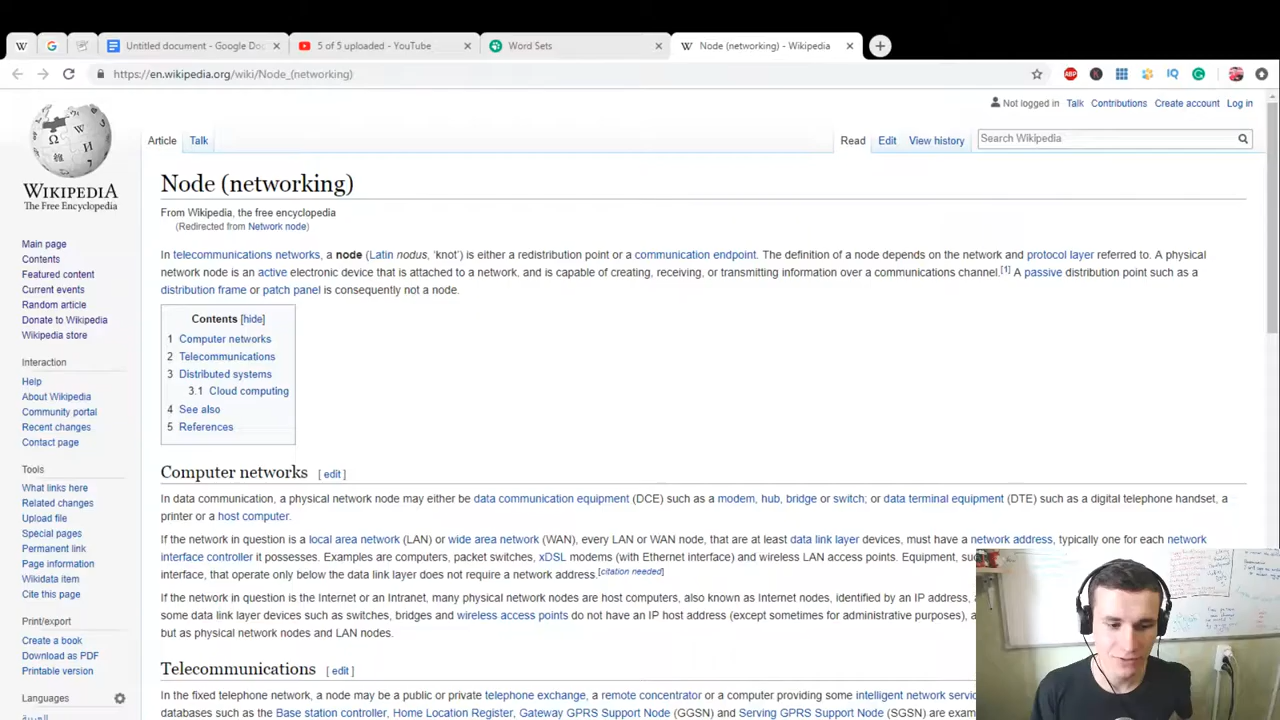 Untitled document - Google Doc
5 of 5 uploaded - YouTube
Word Sets
Node (networking) - Wikipedia
https://en.wikipedia.org/wiki/Node_(networking)
Not logged in Talk Contributions Create account Log in
Article Talk
Read Edit View history
Search Wikipedia
WIKIPEDIA
The Free Encyclopedia
Main page
Contents
Featured content
Current events
Random article
Donate to Wikipedia
Wikipedia store
Interaction
Help
About Wikipedia
Community portal
Recent changes
Contact page
Tools
What links here
Related changes
Upload file
Special pages
Permanent link
Page information
Wikidata item
Cite this page
Print/export
Create a book
Download as PDF
Printable version
Languages
العربية
Node (networking)
From Wikipedia, the free encyclopedia
(Redirected from Network node)
In telecommunications networks, a node (Latin nodus, ‘knot’) is either a redistribution point or a communication endpoint. The definition of a node depends on the network and protocol layer referred to. A physical
network node is an active electronic device that is attached to a network, and is capable of creating, receiving, or transmitting information over a communications channel.[1] A passive distribution point such as a
distribution frame or patch panel is consequently not a node.
Contents [hide]
1 Computer networks
2 Telecommunications
3 Distributed systems
3.1 Cloud computing
4 See also
5 References
Computer networks [ edit ]
In data communication, a physical network node may either be data communication equipment (DCE) such as a modem, hub, bridge or switch; or data terminal equipment (DTE) such as a digital telephone handset, a
printer or a host computer.
If the network in question is a local area network (LAN) or wide area network (WAN), every LAN or WAN node, that are at least data link layer devices, must have a network address, typically one for each network
interface controller it possesses. Examples are computers, packet switches, xDSL modems (with Ethernet interface) and wireless LAN access points. Equipment,
interface, that operate only below the data link layer does not require a network address.[citation needed]
If the network in question is the Internet or an Intranet, many physical network nodes are host computers, also known as Internet nodes, identified by an IP address,
some data link layer devices such as switches, bridges and wireless access points do not have an IP host address (except sometimes for administrative purposes),
but as physical network nodes and LAN nodes.
Telecommunications [ edit ]
In the fixed telephone network, a node may be a public or private telephone exchange, a remote concentrator or a computer providing some intelligent network
databases such as the Base station controller, Home Location Register, Gateway GPRS Support Node (GGSN) and Serving GPRS Support Node (SGSN) are